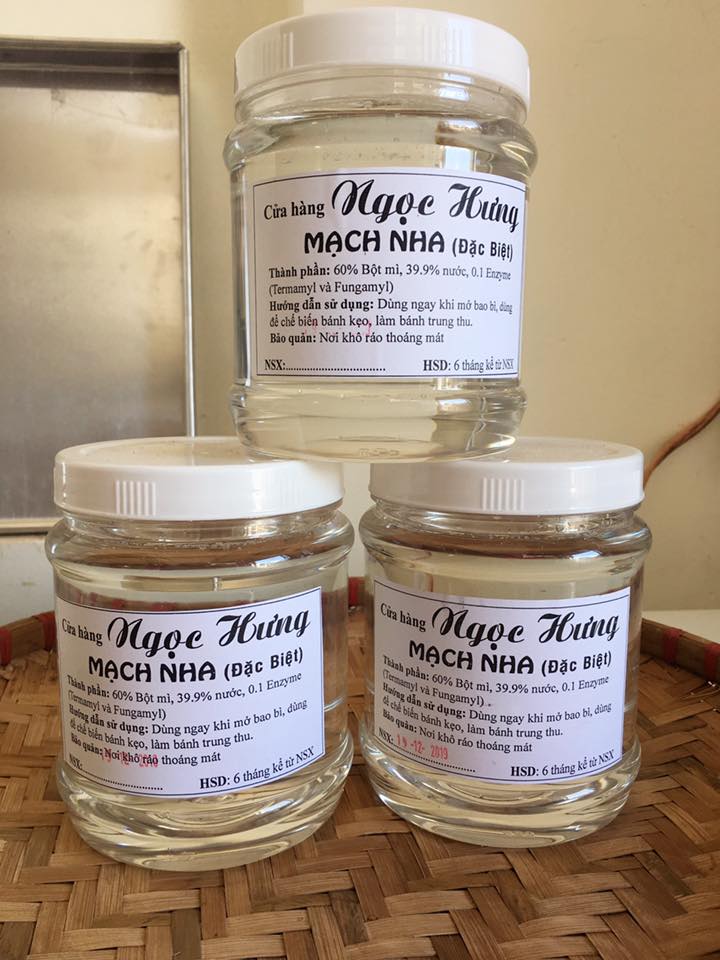 Cửa hàng Ngọc Hưng
MẠCH NHA (Đặc Biệt)
Thành phần: 60% Bột mì, 39.9% nước, 0.1 Enzyme
(Termamyl và Fungamyl)
Hướng dẫn sử dụng: Dùng ngay khi mở bao bì, dùng
để chế biến bánh kẹo, làm bánh trung thu.
Bảo quản: Nơi khô ráo thoáng mát
NSX:............................... HSD: 6 tháng kể từ NSX
Cửa hàng Ngọc Hưng
MẠCH NHA (Đặc Biệt)
Thành phần: 60% Bột mì, 39.9% nước, 0.1 Enzyme
(Termamyl và Fungamyl)
Hướng dẫn sử dụng: Dùng ngay khi mở bao bì, dùng
để chế biến bánh kẹo, làm bánh trung thu.
Bảo quản: Nơi khô ráo thoáng mát
NSX:............................... HSD: 6 tháng kể từ NSX
Cửa hàng Ngọc Hưng
MẠCH NHA (Đặc Biệt)
Thành phần: 60% Bột mì, 39.9% nước, 0.1 Enzyme
(Termamyl và Fungamyl)
Hướng dẫn sử dụng: Dùng ngay khi mở bao bì, dùng
để chế biến bánh kẹo, làm bánh trung thu.
Bảo quản: Nơi khô ráo thoáng mát
NSX: 19-12-2019 HSD: 6 tháng kể từ NSX